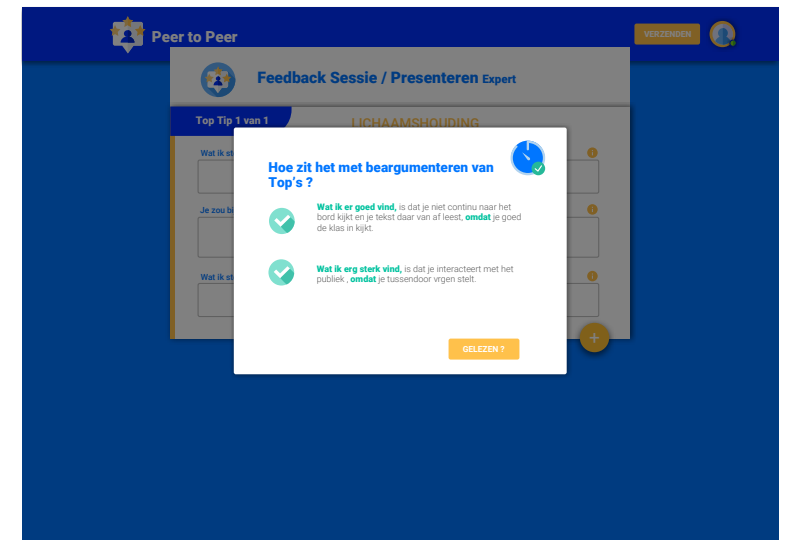 Peer to Peer
VERZENDEN
Feedback Sessie / Presenteren Expert
Top Tip 1 van 1
LICHAAMSHOUDING
Wat ik st
Hoe zit het met beargumenteren van
Top's ?
Wat ik er goed vind, is dat je niet continu naar het
bord kijkt en je tekst daar van af leest, omdat je goed
de klas in kijkt.
Je zou bi
Wat ik erg sterk vind, is dat je interacteert met het
publiek , omdat je tussendoor vrgen stelt.
Wat ik st
+
GELEZEN ?